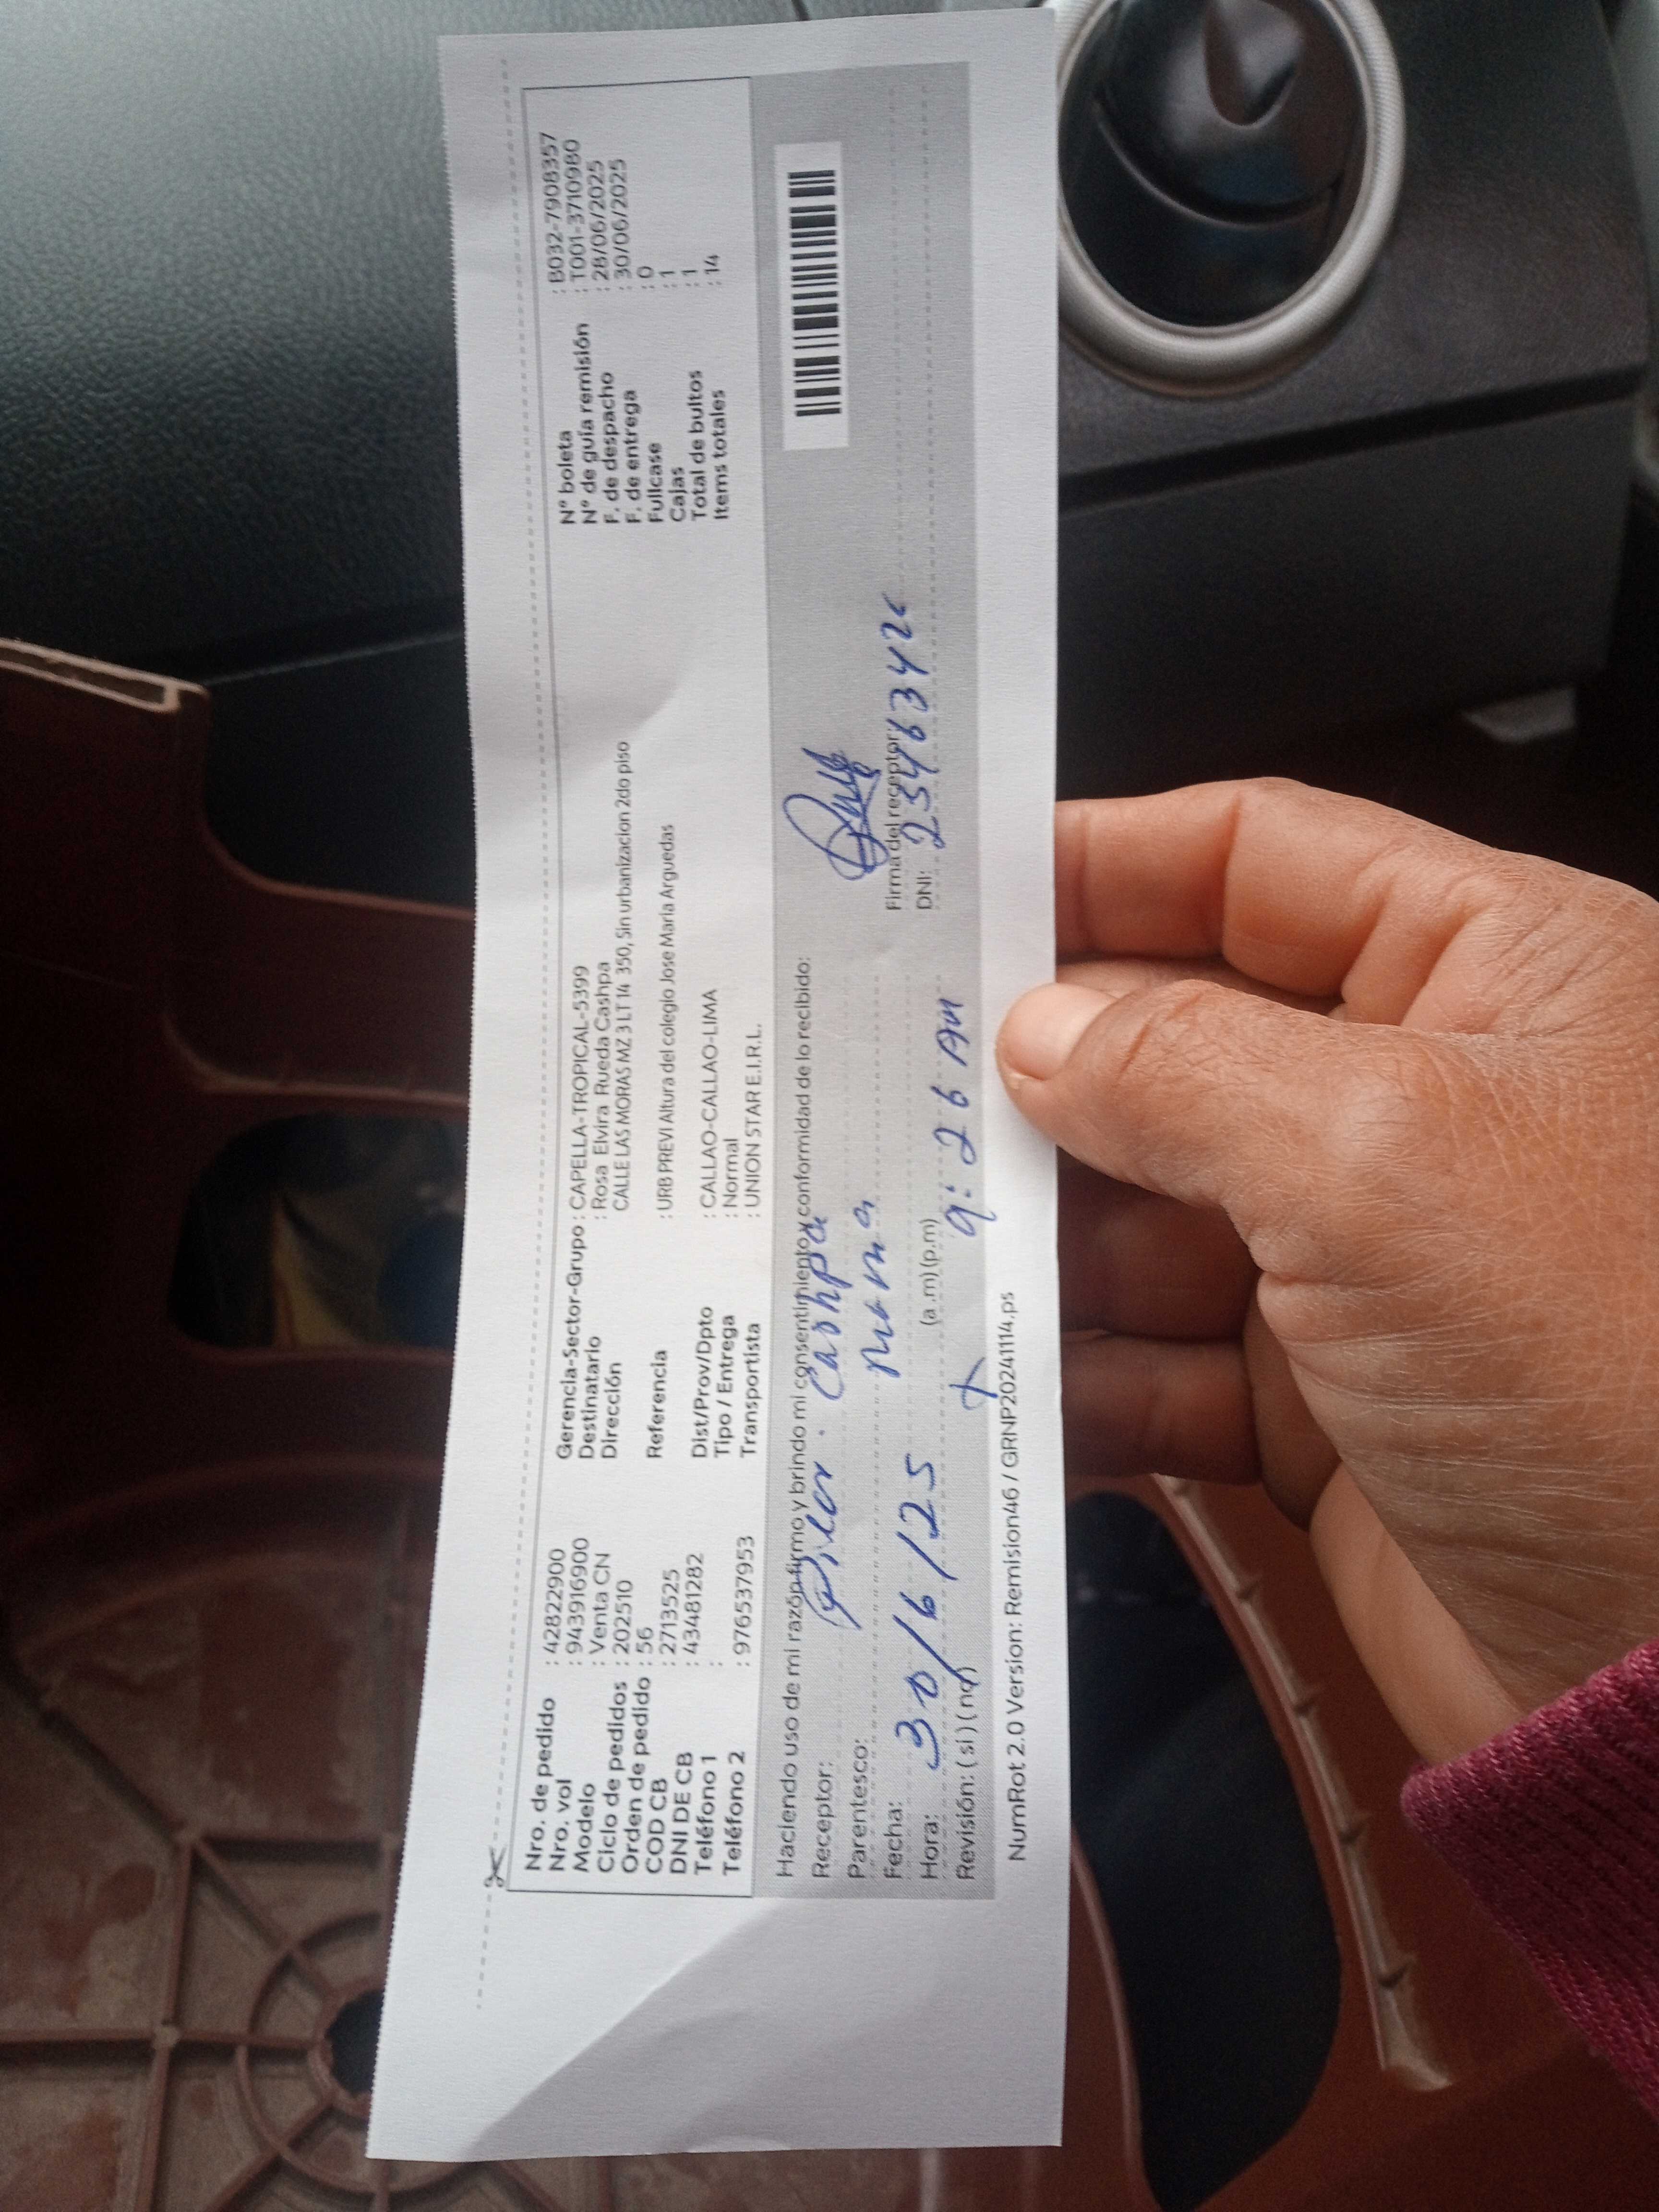 Nro. de pedido : 42822900
Nro. vol : 943916900
Modelo : Venta CN
Ciclo de pedidos : 202510
Orden de pedido : 56
COD CB : 2713525
DNI DE CB : 43481282
Teléfono 1 :
Teléfono 2 : 976537953
Gerencia-Sector-Grupo : CAPELLA-TROPICAL-5399
Destinatario : Rosa Elvira Rueda Cashpa
Dirección CALLE LAS MORAS MZ 3 LT 14 350, Sin urbanizacion 2do piso
Referencia : URB PREVI Altura del colegio Jose Maria Arguedas
Dist/Prov/Dpto : CALLAO-CALLAO-LIMA
Tipo / Entrega : Normal
Transportista : UNION STAR E.I.R.L.
Nº boleta : B032-7908357
Nº de guía remisión : T001-3710980
F. de despacho : 28/06/2025
F. de entrega : 30/06/2025
Fullcase : 0
Cajas : 1
Total de bultos : 1
Items totales : 14
Haciendo uso de mi razón firmo y brindo mi consentimiento y conformidad de lo recibido:
Receptor: Cashpa
Parentesco: mama
Fecha: 30/6/25
Hora: (a .m) (p.m) 9:26 Am
Revisión: ( si ) ( no)
Firma del receptor:
DNI:
NumRot 2.0 Version: Remision46 / GRNP20241114.ps